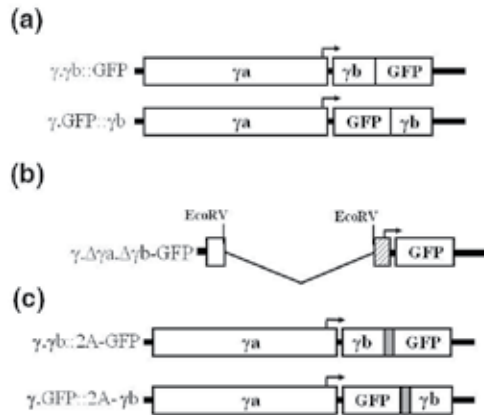 (a)
γ.γb::GFP γa γb GFP
γ.GFP::γb γa GFP γb
(b)
EcoRV EcoRV
γ.Δγa.Δγb-GFP GFP
(c)
γ.γb::2A-GFP γa γb GFP
γ.GFP::2A-γb γa GFP γb